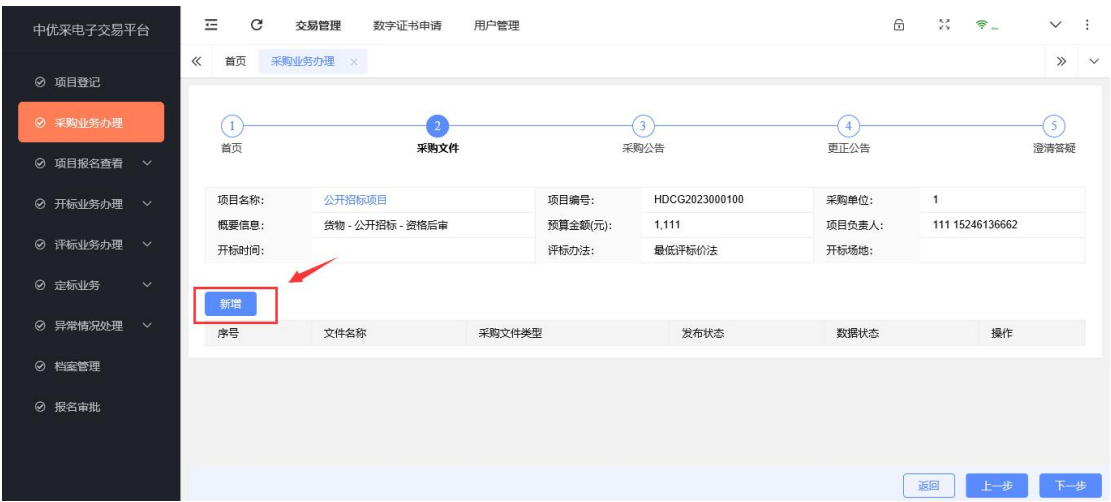 中优采电子交易平台
交易管理 数字证书申请 用户管理
首页 采购业务办理 ×
项目登记
采购业务办理
项目报名查看
开标业务办理
评标业务办理
定标业务
异常情况处理
档案管理
报名审批
1 2 3 4 5
首页 采购文件 采购公告 更正公告 澄清答疑
项目名称: 公开招标项目 项目编号: HDCG2023000100 采购单位: 1
概要信息: 货物 - 公开招标 - 资格后审 预算金额(元): 1,111 项目负责人: 111 15246136662
开标时间: 评标办法: 最低评标价法 开标场地:
新增
序号 文件名称 采购文件类型 发布状态 数据状态 操作
返回 上一步 下一步